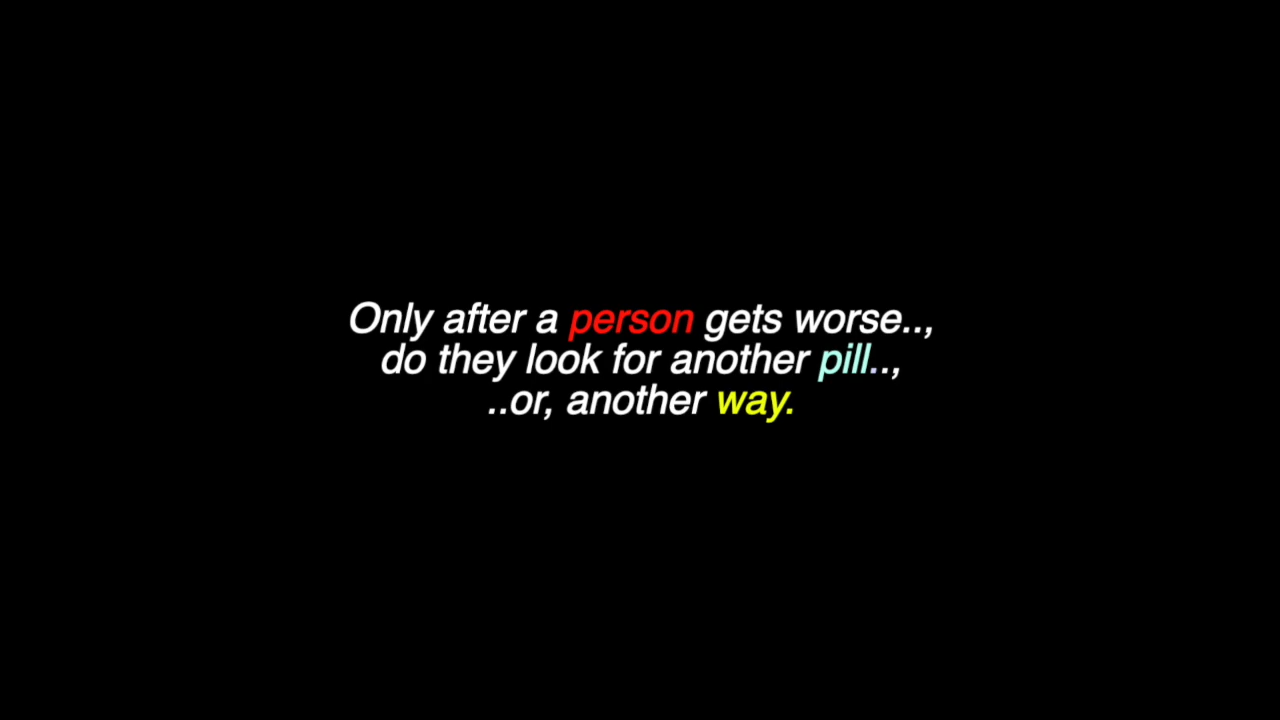 Only after a person gets worse..,
do they look for another pill..,
..or, another way.